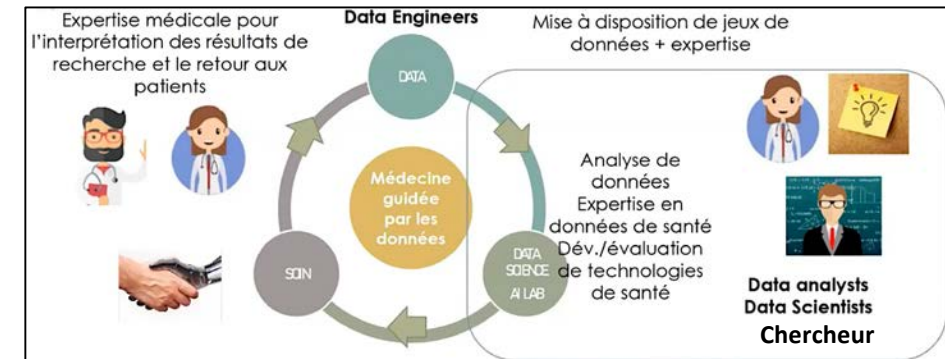 Expertise médicale pour
l'interprétation des résultats de
recherche et le retour aux
patients
Data Engineers
Mise à disposition de jeux de
données + expertise
DATA
Médecine
guidée
par les
données
Analyse de
données
Expertise en
données de santé
Dév./évaluation
de technologies
de santé
SOIN
DATA
SCIENCE
AI LAB
Data analysts
Data Scientists
Chercheur